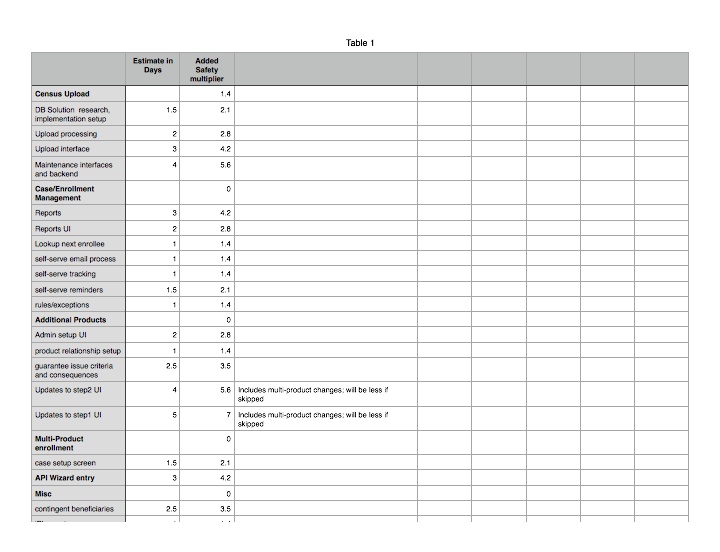 Table 1
Estimate in Days Added Safety multiplier
Census Upload 1.4
DB Solution research, implementation setup 1.5 2.1
Upload processing 2 2.8
Upload interface 3 4.2
Maintenance interfaces and backend 4 5.6
Case/Enrollment Management 0
Reports 3 4.2
Reports UI 2 2.8
Lookup next enrollee 1 1.4
self-serve email process 1 1.4
self-serve tracking 1 1.4
self-serve reminders 1.5 2.1
rules/exceptions 1 1.4
Additional Products 0
Admin setup UI 2 2.8
product relationship setup 1 1.4
guarantee issue criteria and consequences 2.5 3.5
Updates to step2 UI 4 5.6 Includes multi-product changes; will be less if skipped
Updates to step1 UI 5 7 Includes multi-product changes; will be less if skipped
Multi-Product enrollment 0
case setup screen 1.5 2.1
API Wizard entry 3 4.2
Misc 0
contingent beneficiaries 2.5 3.5